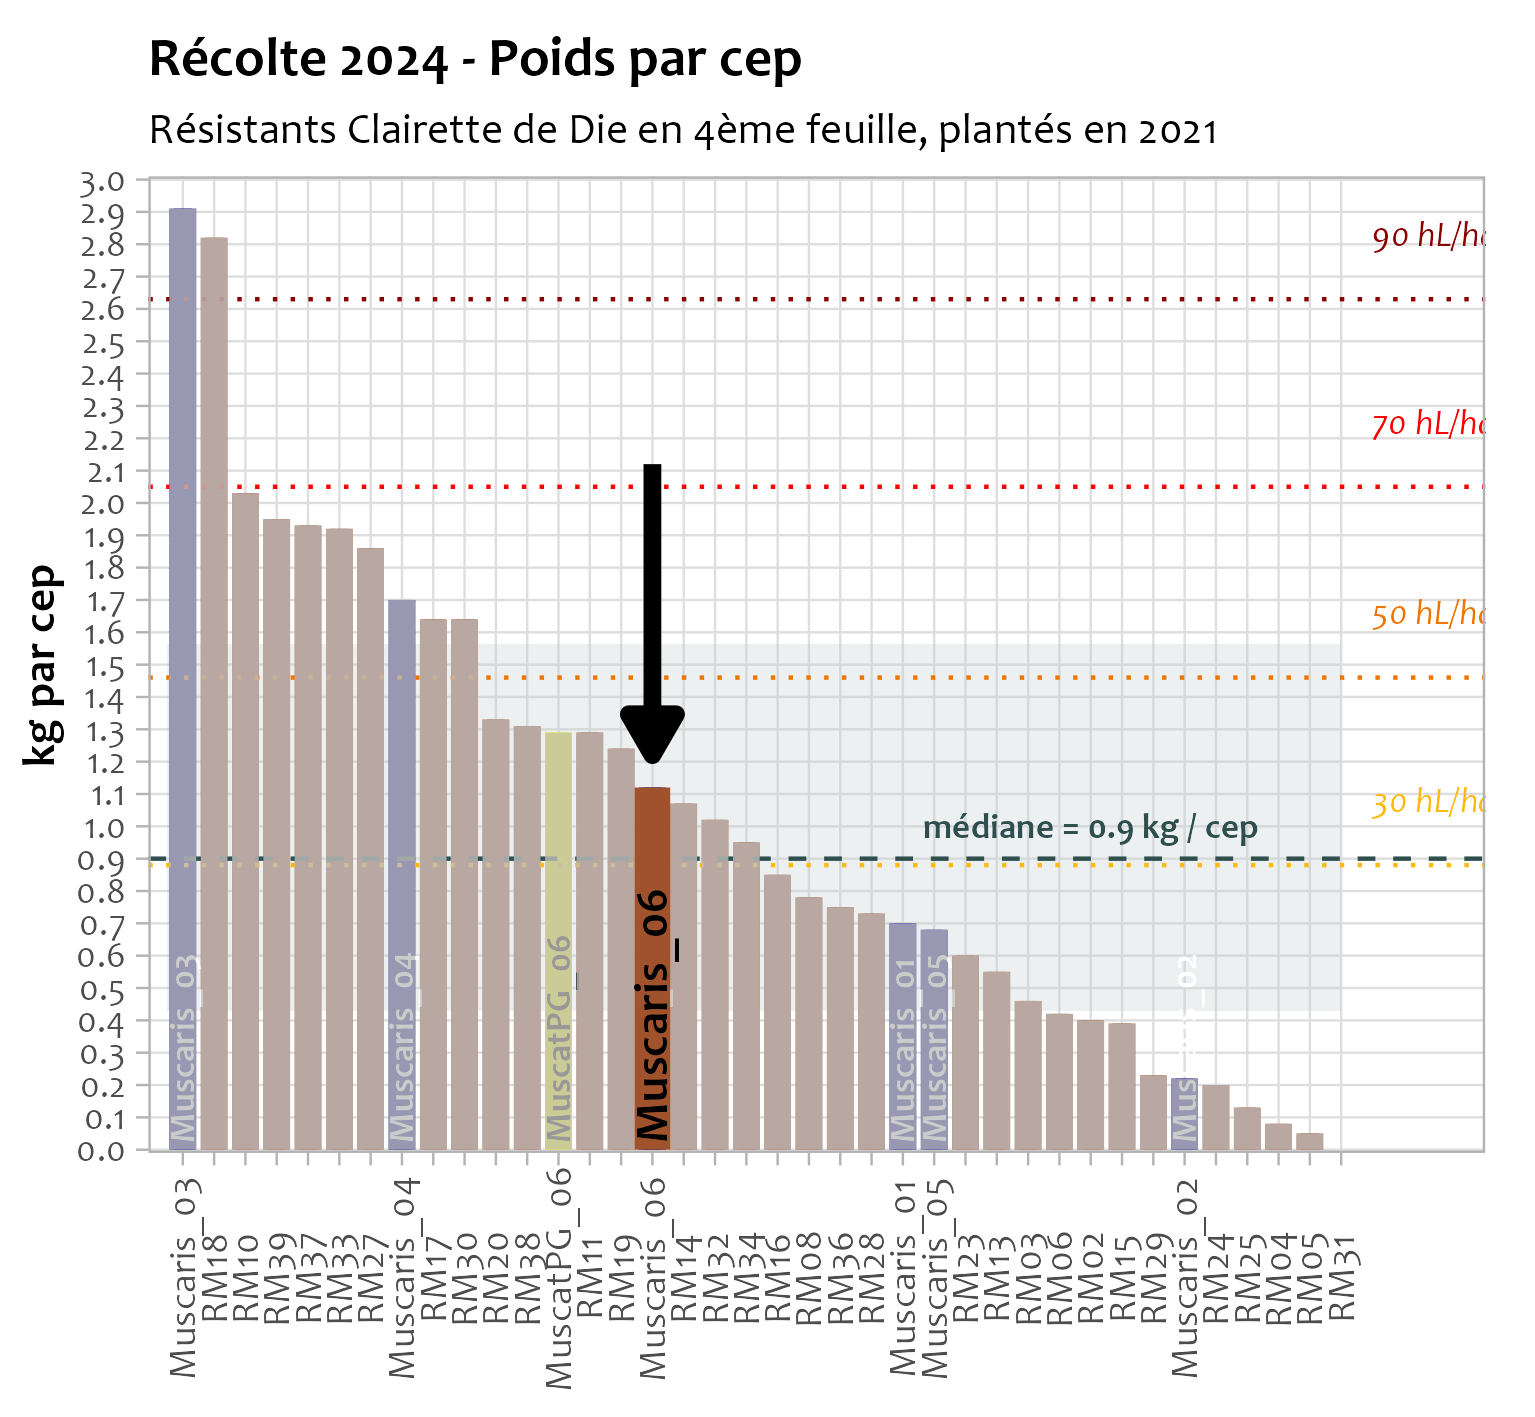 Récolte 2024 - Poids par cep
Résistants Clairette de Die en 4ème feuille, plantés en 2021
kg par cep
3.0
2.9
2.8
2.7
2.6
2.5
2.4
2.3
2.2
2.1
2.0
1.9
1.8
1.7
1.6
1.5
1.4
1.3
1.2
1.1
1.0
0.9
0.8
0.7
0.6
0.5
0.4
0.3
0.2
0.1
0.0
90 hL/ha
70 hL/ha
50 hL/ha
30 hL/ha
médiane = 0.9 kg / cep
Muscaris_03
Muscaris_04
MuscatPG_06
Muscaris_06
Muscaris_01
Muscaris_05
Muscaris_02
Muscaris_03
RM18
RM10
RM39
RM37
RM33
RM27
Muscaris_04
RM17
RM30
RM20
RM38
MuscatPG_06
RM11
RM19
Muscaris_06
RM14
RM32
RM34
RM16
RM08
RM36
RM28
Muscaris_01
Muscaris_05
RM23
RM13
RM03
RM06
RM02
RM15
RM29
Muscaris_02
RM24
RM25
RM04
RM05
RM31